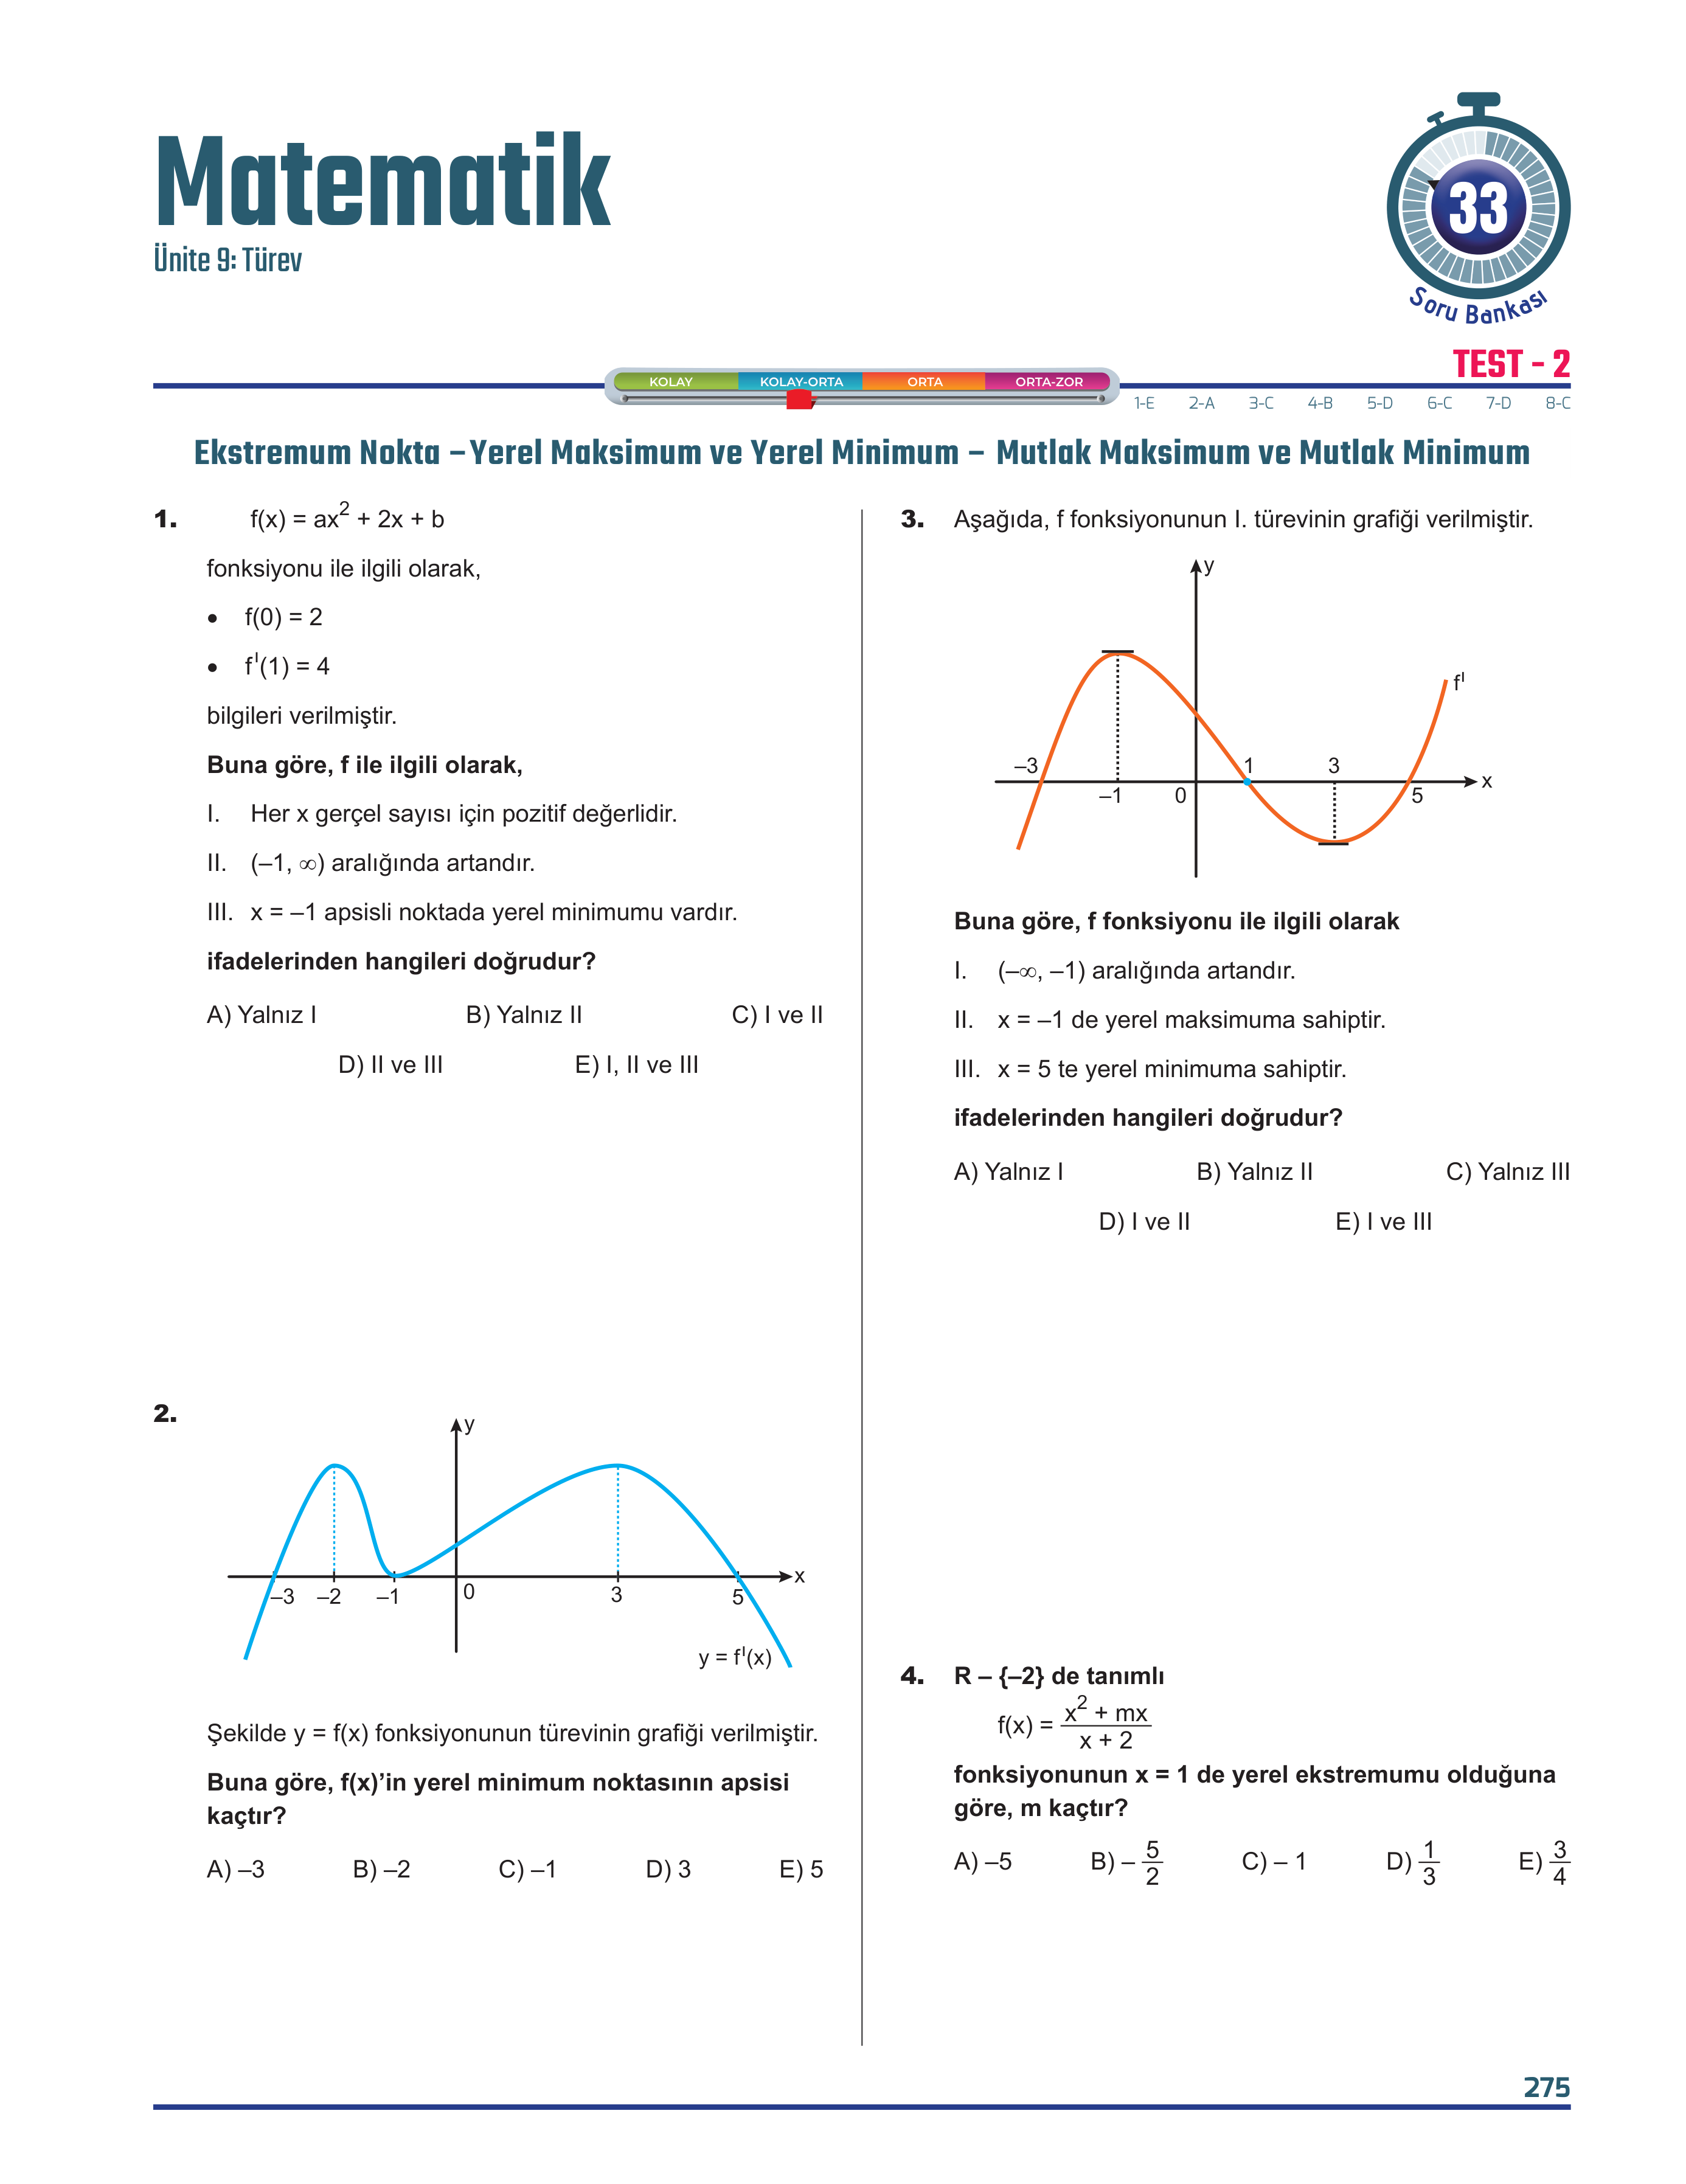 Matematik
Ünite 9: Türev
33
Soru Bankası
TEST - 2
KOLAY KOLAY-ORTA ORTA ORTA-ZOR
1-E 2-A 3-C 4-B 5-D 6-C 7-D 8-C
Ekstremum Nokta – Yerel Maksimum ve Yerel Minimum – Mutlak Maksimum ve Mutlak Minimum
1. f(x) = ax² + 2x + b
fonksiyonu ile ilgili olarak,
• f(0) = 2
• fᴵ(1) = 4
bilgileri verilmiştir.
Buna göre, f ile ilgili olarak,
I. Her x gerçel sayısı için pozitif değerlidir.
II. (–1, ∞) aralığında artandır.
III. x = –1 apsisli noktada yerel minimumu vardır.
ifadelerinden hangileri doğrudur?
A) Yalnız I B) Yalnız II C) I ve II
D) II ve III E) I, II ve III
2.
y
x
–3 –2 –1 0 3 5
y = fᴵ(x)
Şekilde y = f(x) fonksiyonunun türevinin grafiği verilmiştir.
Buna göre, f(x)’in yerel minimum noktasının apsisi
kaçtır?
A) –3 B) –2 C) –1 D) 3 E) 5
3. Aşağıda, f fonksiyonunun I. türevinin grafiği verilmiştir.
y
fᴵ
–3 1 3
x
–1 0 5
Buna göre, f fonksiyonu ile ilgili olarak
I. (–∞, –1) aralığında artandır.
II. x = –1 de yerel maksimuma sahiptir.
III. x = 5 te yerel minimuma sahiptir.
ifadelerinden hangileri doğrudur?
A) Yalnız I B) Yalnız II C) Yalnız III
D) I ve II E) I ve III
4. R – {–2} de tanımlı
f(x) = (x² + mx)/(x + 2)
fonksiyonunun x = 1 de yerel ekstremumu olduğuna
göre, m kaçtır?
A) –5 B) – 5/2 C) – 1 D) 1/3 E) 3/4
275